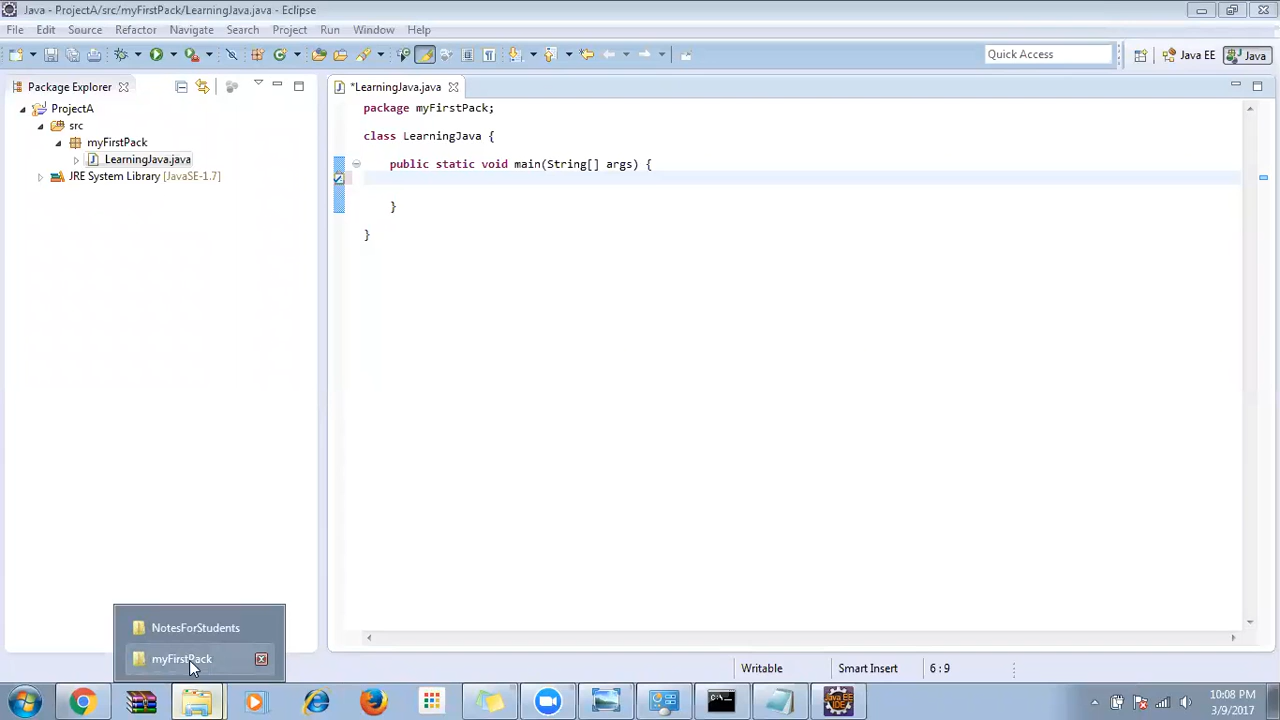 Java - ProjectA/src/myFirstPack/LearningJava.java - Eclipse
File Edit Source Refactor Navigate Search Project Run Window Help
Quick Access
Java EE
Java
Package Explorer
*LearningJava.java
ProjectA
src
myFirstPack
LearningJava.java
JRE System Library [JavaSE-1.7]
package myFirstPack;
class LearningJava {
public static void main(String[] args) {
}
}
NotesForStudents
myFirstPack
Writable
Smart Insert
6 : 9
Java EE
IDE
10:08 PM
3/9/2017